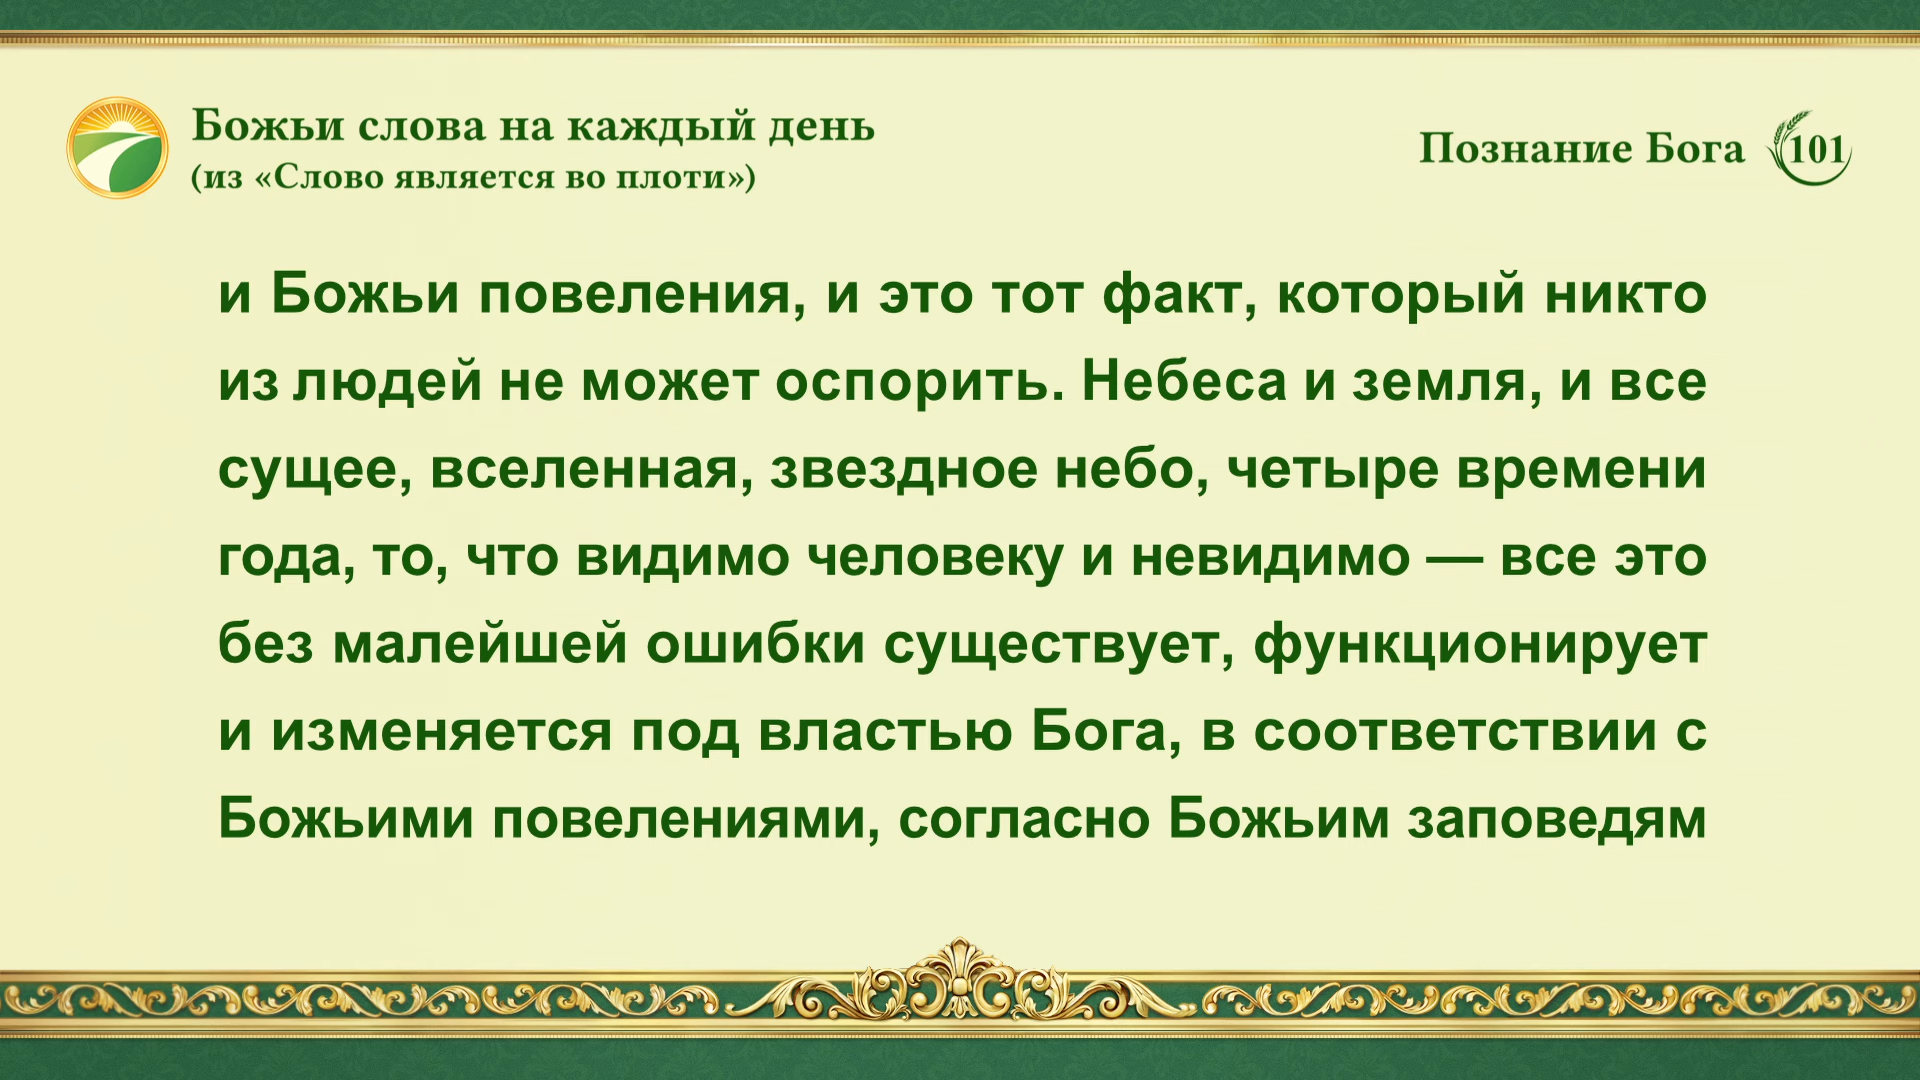 Божьи слова на каждый день
(из «Слово является во плоти»)
Познание Бога 101
и Божьи повеления, и это тот факт, который никто
из людей не может оспорить. Небеса и земля, и все
сущее, вселенная, звездное небо, четыре времени
года, то, что видимо человеку и невидимо — все это
без малейшей ошибки существует, функционирует
и изменяется под властью Бога, в соответствии с
Божьими повелениями, согласно Божьим заповедям